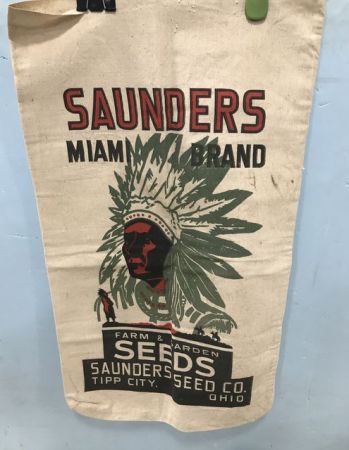 SAUNDERS
MIAMI BRAND
FARM & GARDEN
SEEDS
SAUNDERS SEED CO.
TIPP CITY, OHIO